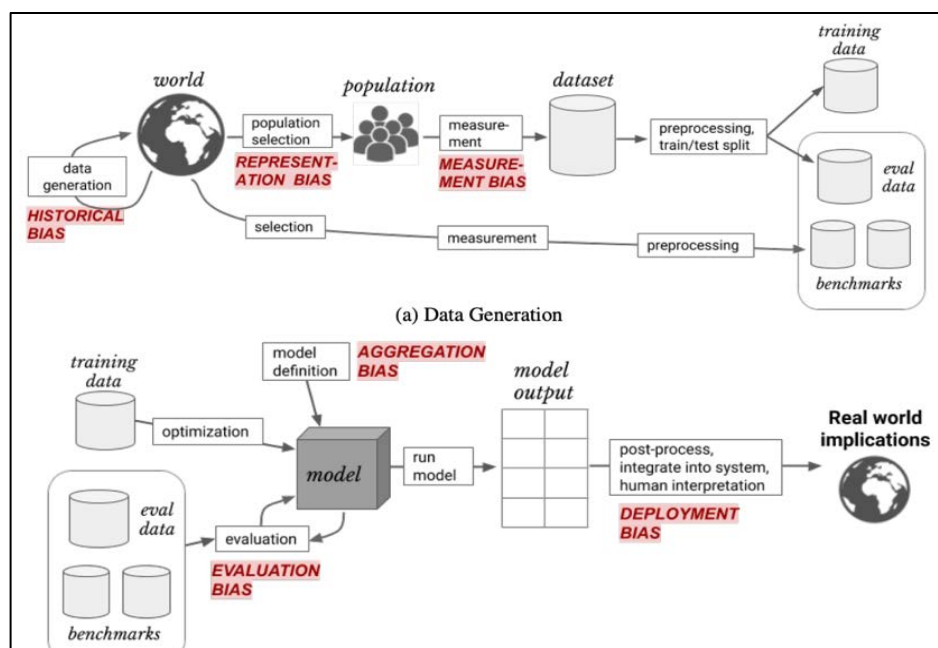 training
data
world
population
dataset
population
selection
measure-
ment
preprocessing,
train/test split
REPRESENT-
ATION BIAS
MEASURE-
MENT BIAS
data
generation
HISTORICAL
BIAS
eval
data
selection
measurement
preprocessing
benchmarks
(a) Data Generation
training
data
model
definition
AGGREGATION
BIAS
model
output
optimization
model
run
model
post-process,
integrate into system,
human interpretation
Real world
implications
DEPLOYMENT
BIAS
eval
data
evaluation
EVALUATION
BIAS
benchmarks